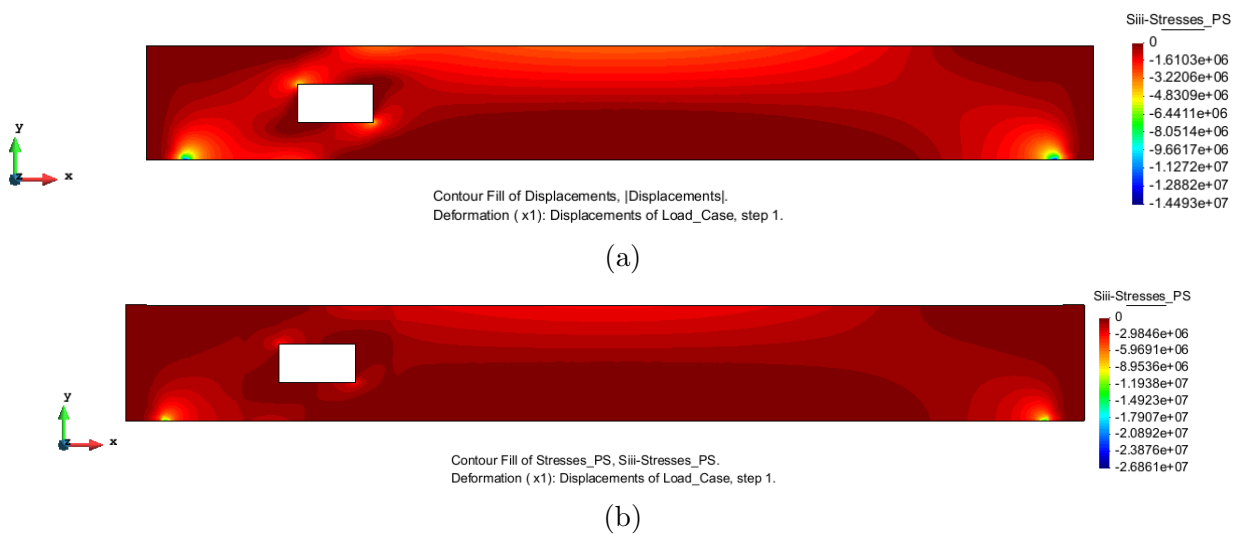 Siii-Stresses_PS
0
-1.6103e+06
-3.2206e+06
-4.8309e+06
-6.4411e+06
-8.0514e+06
-9.6617e+06
-1.1272e+07
-1.2882e+07
-1.4493e+07
y
z
x
Contour Fill of Displacements, |Displacements|.
Deformation ( x1): Displacements of Load_Case, step 1.
(a)
Siii-Stresses_PS
0
-2.9846e+06
-5.9691e+06
-8.9536e+06
-1.1938e+07
-1.4923e+07
-1.7907e+07
-2.0892e+07
-2.3876e+07
-2.6861e+07
y
z
x
Contour Fill of Stresses_PS, Siii-Stresses_PS.
Deformation ( x1): Displacements of Load_Case, step 1.
(b)